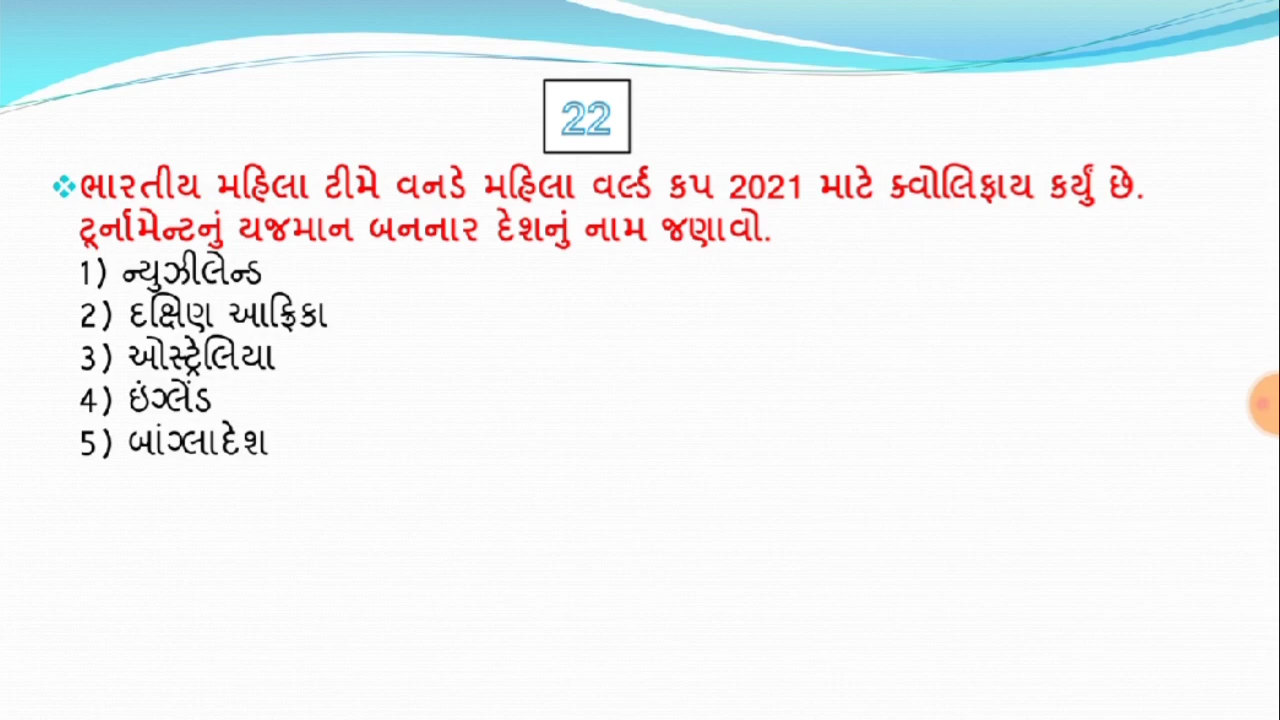 22
ભારતીય મહિલા ટીમે વનડે મહિલા વર્લ્ડ કપ 2021 માટે ક્વોલિફાય કર્યું છે.
ટૂર્નામેન્ટનું યજમાન બનનાર દેશનું નામ જણાવો.
1) ન્યુઝીલેન્ડ
2) દક્ષિણ આફ્રિકા
3) ઓસ્ટ્રેલિયા
4) ઇંગ્લેંડ
5) બાંગ્લાદેશ